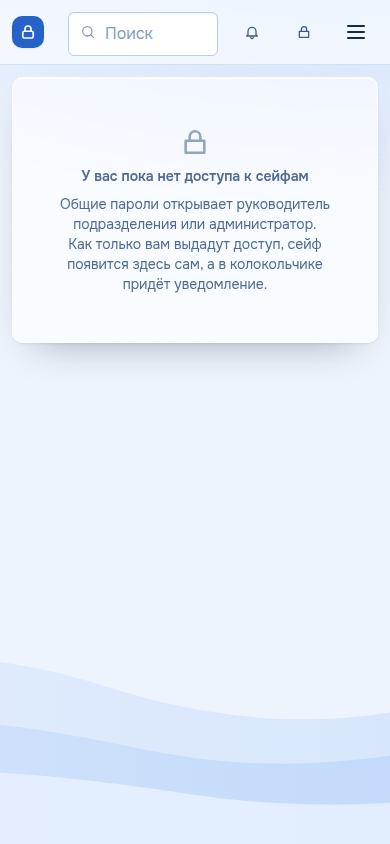 Поиск
У вас пока нет доступа к сейфам
Общие пароли открывает руководитель
подразделения или администратор.
Как только вам выдадут доступ, сейф
появится здесь сам, а в колокольчике
придёт уведомление.